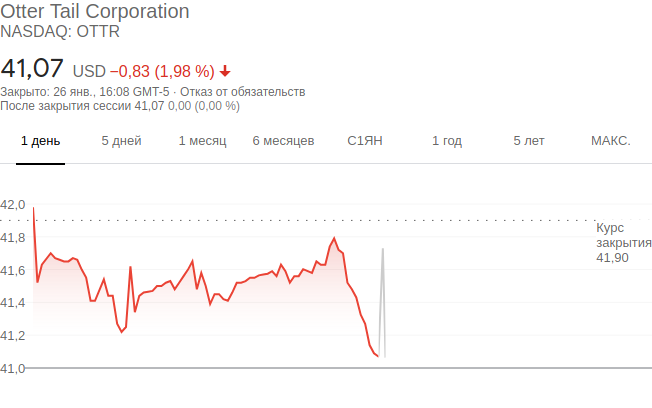 Otter Tail Corporation
NASDAQ: OTTR
41,07 USD −0,83 (1,98 %)
Закрыто: 26 янв., 16:08 GMT-5 · Отказ от обязательств
После закрытия сессии 41,07 0,00 (0,00 %)
1 день 5 дней 1 месяц 6 месяцев С1ЯН 1 год 5 лет МАКС.
42,0
Курс
закрытия
41,90
41,8
41,6
41,4
41,2
41,0